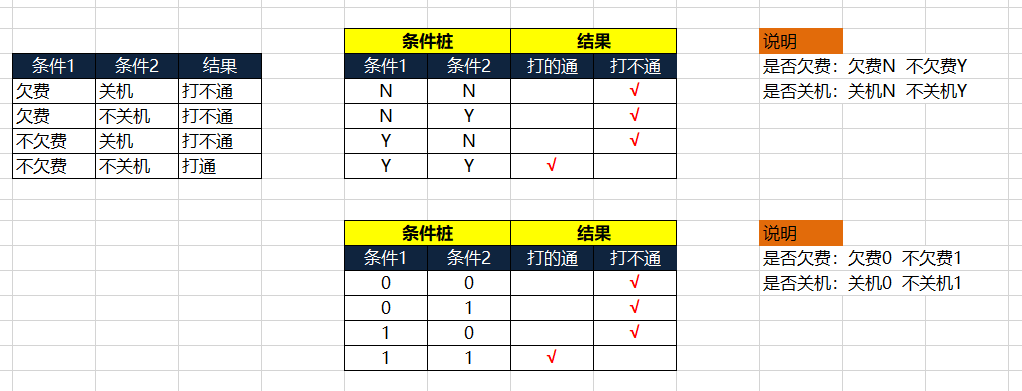 条件1 条件2 结果
欠费 关机 打不通
欠费 不关机 打不通
不欠费 关机 打不通
不欠费 不关机 打通
条件桩 结果
条件1 条件2 打的通 打不通
N N √
N Y √
Y N √
Y Y √
说明
是否欠费：欠费N 不欠费Y
是否关机：关机N 不关机Y
条件桩 结果
条件1 条件2 打的通 打不通
0 0 √
0 1 √
1 0 √
1 1 √
说明
是否欠费：欠费0 不欠费1
是否关机：关机0 不关机1